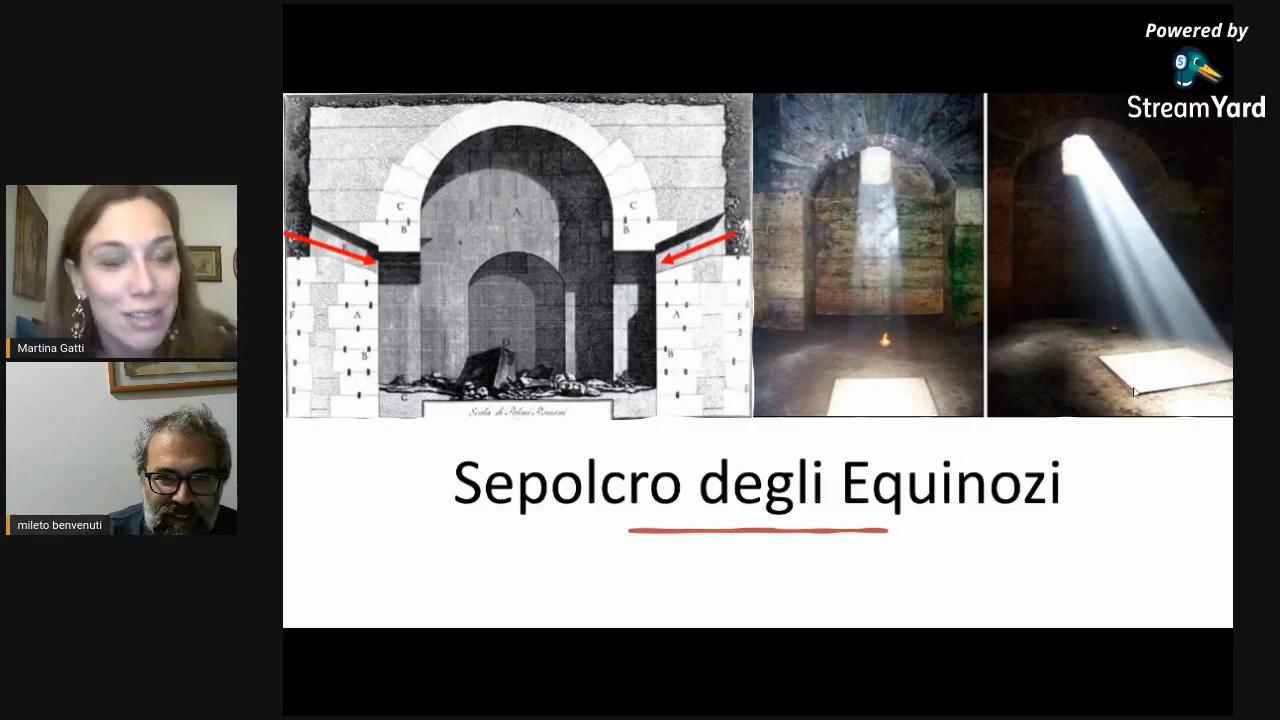 Powered by
StreamYard
C
C
B
B
A
E
F
A
A
F
B
B
D
C
Scala di Palmi Romani
Sepolcro degli Equinozi
Martina Gatti
mileto benvenuti